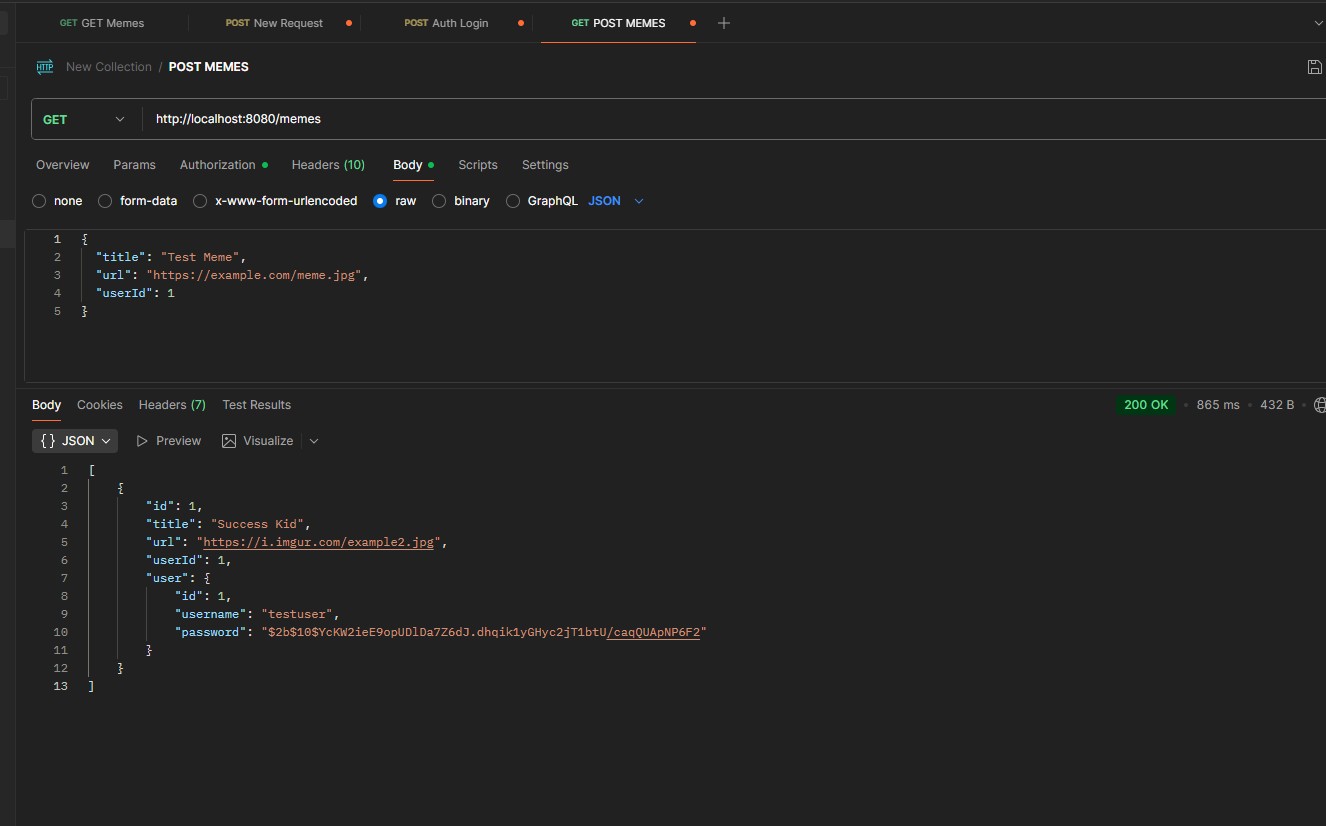 GET GET Memes POST New Request POST Auth Login GET POST MEMES
HTTP New Collection / POST MEMES
GET http://localhost:8080/memes
Overview Params Authorization Headers (10) Body Scripts Settings
none form-data x-www-form-urlencoded raw binary GraphQL JSON
1 {
2 "title": "Test Meme",
3 "url": "https://example.com/meme.jpg",
4 "userId": 1
5 }
Body Cookies Headers (7) Test Results 200 OK • 865 ms • 432 B •
{} JSON Preview Visualize
1 [
2 {
3 "id": 1,
4 "title": "Success Kid",
5 "url": "https://i.imgur.com/example2.jpg",
6 "userId": 1,
7 "user": {
8 "id": 1,
9 "username": "testuser",
10 "password": "$2b$10$YcKW2ieE9opUDlDa7Z6dJ.dhqik1yGHyc2jT1btU/caqQUApNP6F2"
11 }
12 }
13 ]